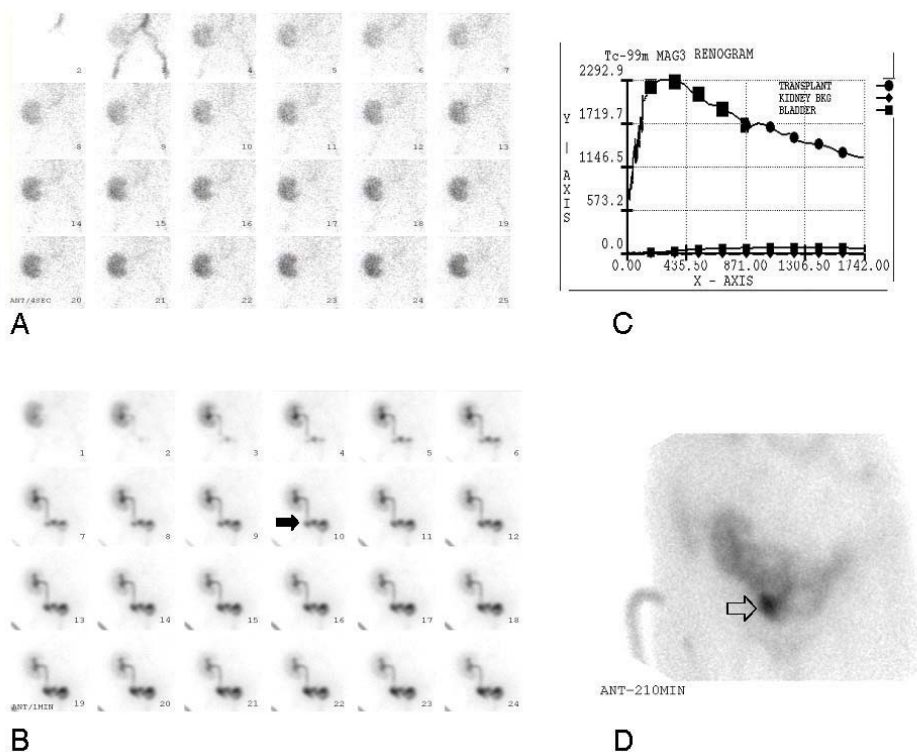 2 3 4 5 6 7
8 9 10 11 12 13
14 15 16 17 18 19
20 21 22 23 24 25
ANT/4SEC
A
Tc-99m MAG3 RENOGRAM
2292.9
1719.7
1146.5
573.2
0.0
Y | AXIS
TRANSPLANT
KIDNEY BKG
BLADDER
0.00 435.50 871.00 1306.50 1742.00
X - AXIS
C
1 2 3 4 5 6
7 8 9 10 11 12
13 14 15 16 17 18
19 20 21 22 23 24
ANT/1MIN
B
ANT-210MIN
D